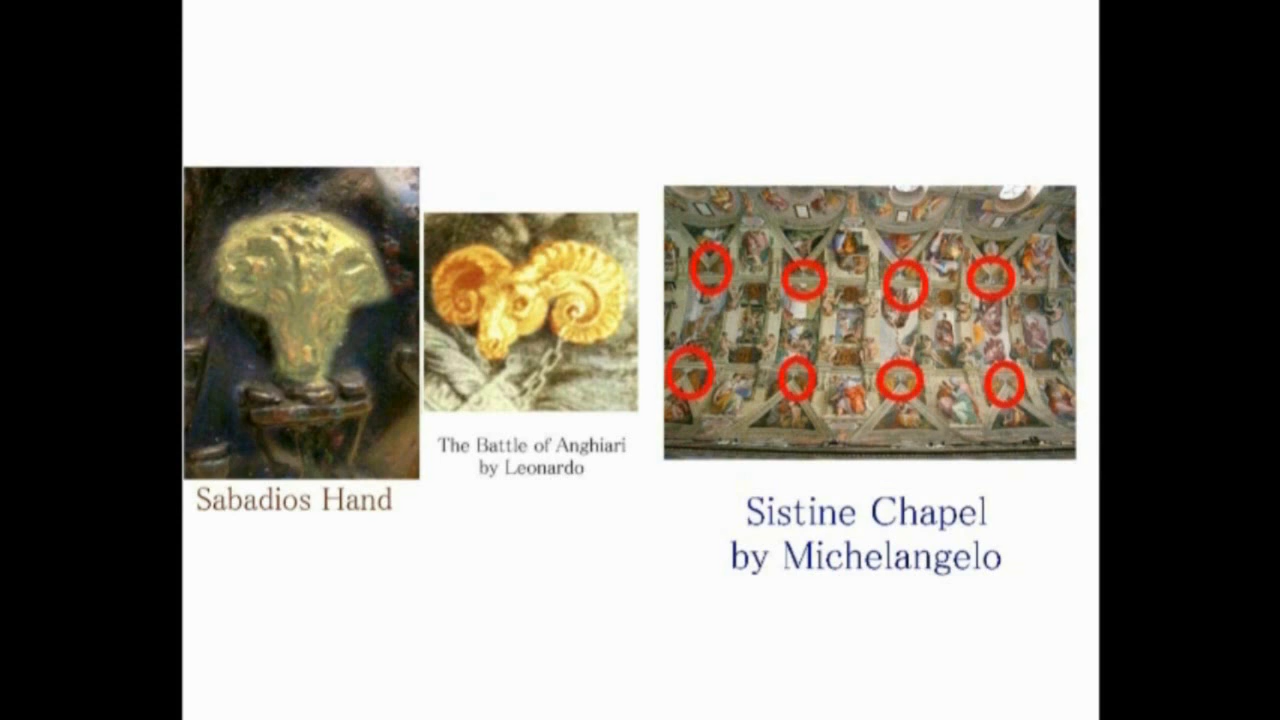 Sabadios Hand
The Battle of Anghiari
by Leonardo
Sistine Chapel
by Michelangelo